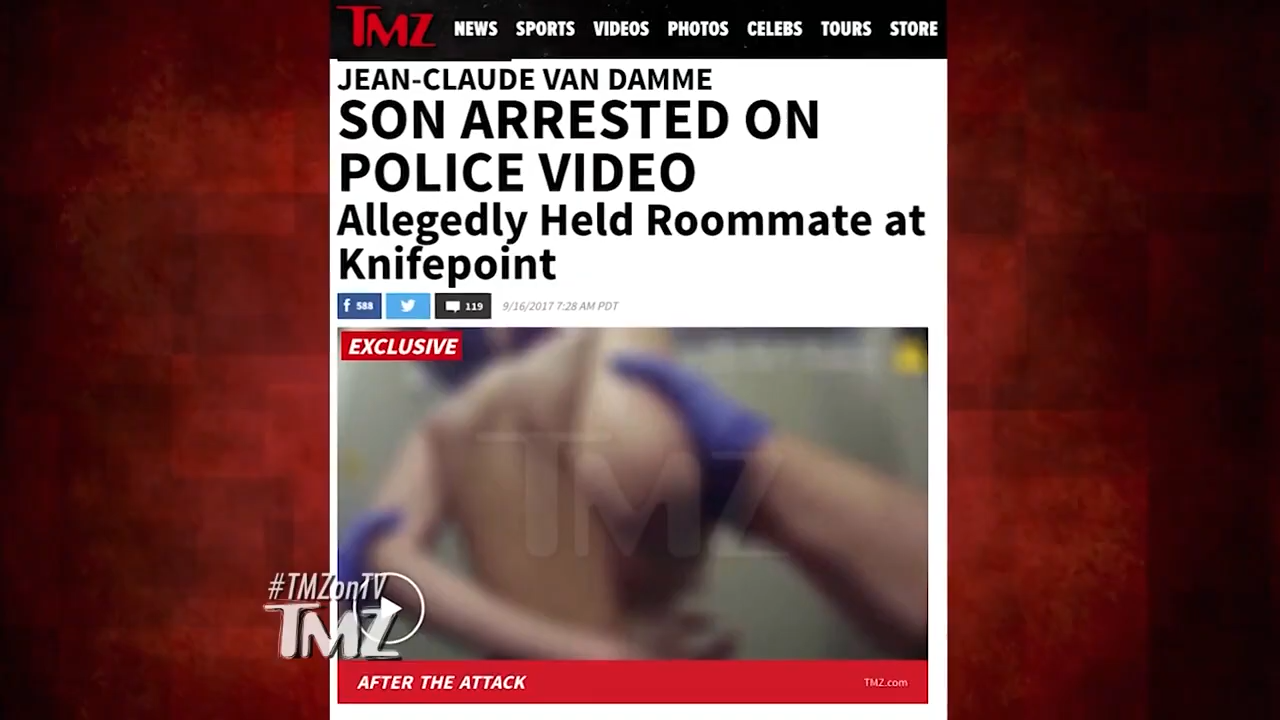 TMZ NEWS SPORTS VIDEOS PHOTOS CELEBS TOURS STORE
JEAN-CLAUDE VAN DAMME
SON ARRESTED ON
POLICE VIDEO
Allegedly Held Roommate at
Knifepoint
f 588 119 9/16/2017 7:28 AM PDT
EXCLUSIVE
TMZ
#TMZonTV
TMZ
AFTER THE ATTACK TMZ.com